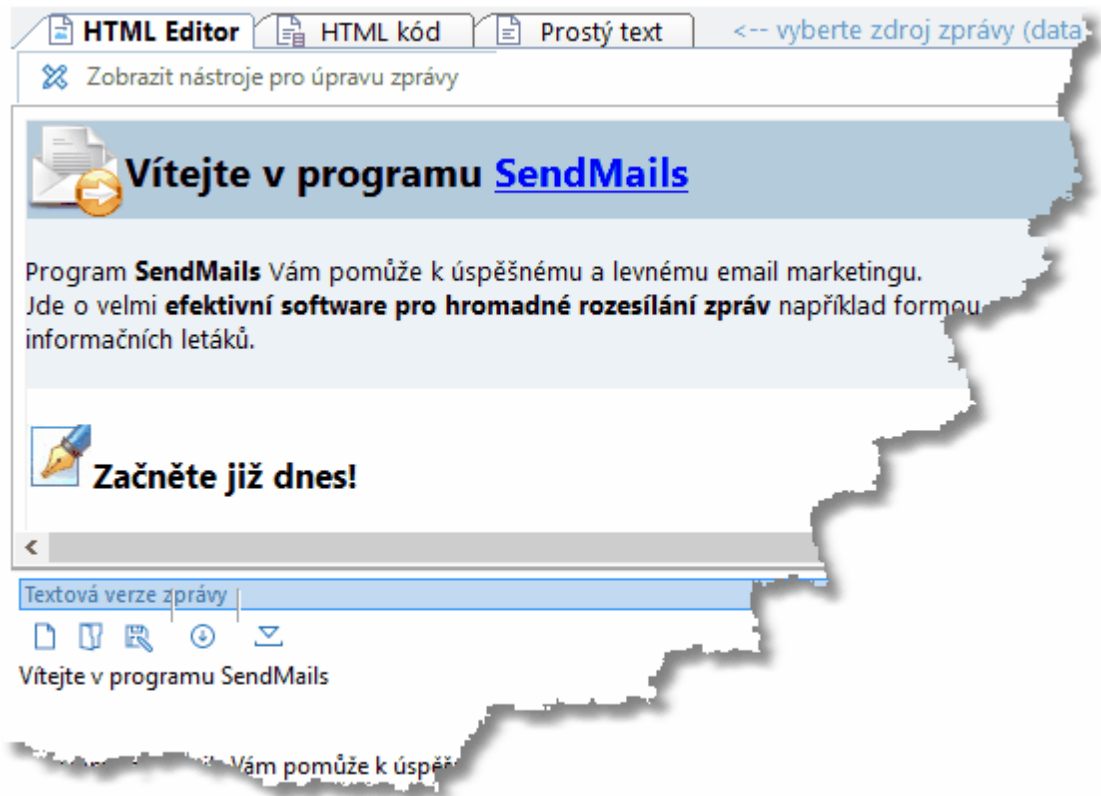 HTML Editor HTML kód Prostý text <-- vyberte zdroj zprávy (data
Zobrazit nástroje pro úpravu zprávy
Vítejte v programu SendMails
Program SendMails Vám pomůže k úspěšnému a levnému email marketingu.
Jde o velmi efektivní software pro hromadné rozesílání zpráv například formou
informačních letáků.
Začněte již dnes!
Textová verze zprávy
Vítejte v programu SendMails
Vám pomůže k